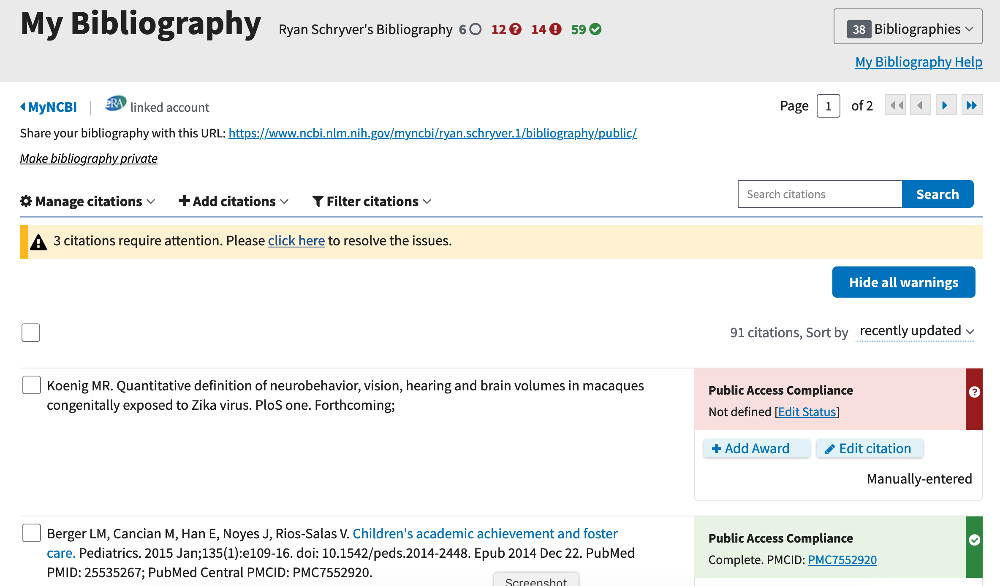 My Bibliography Ryan Schryver's Bibliography 6 12 14 59 38 Bibliographies
My Bibliography Help
MyNCBI | eRA linked account Page 1 of 2
Share your bibliography with this URL: https://www.ncbi.nlm.nih.gov/myncbi/ryan.schryver.1/bibliography/public/
Make bibliography private
Manage citations Add citations Filter citations Search citations Search
3 citations require attention. Please click here to resolve the issues.
Hide all warnings
91 citations, Sort by recently updated
Koenig MR. Quantitative definition of neurobehavior, vision, hearing and brain volumes in macaques
congenitally exposed to Zika virus. PloS one. Forthcoming;
Public Access Compliance
Not defined [Edit Status]
Add Award Edit citation
Manually-entered
Berger LM, Cancian M, Han E, Noyes J, Rios-Salas V. Children's academic achievement and foster
care. Pediatrics. 2015 Jan;135(1):e109-16. doi: 10.1542/peds.2014-2448. Epub 2014 Dec 22. PubMed
PMID: 25535267; PubMed Central PMCID: PMC7552920.
Public Access Compliance
Complete. PMCID: PMC7552920
Screenshot